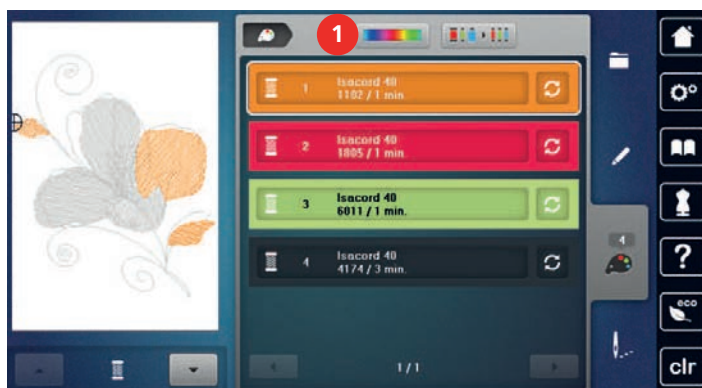 1
1
Isacord 40
1102 / 1 min.
2
Isacord 40
1805 / 1 min.
3
Isacord 40
6011 / 1 min.
4
Isacord 40
4174 / 3 min.
1/1
4
?
eco
clr